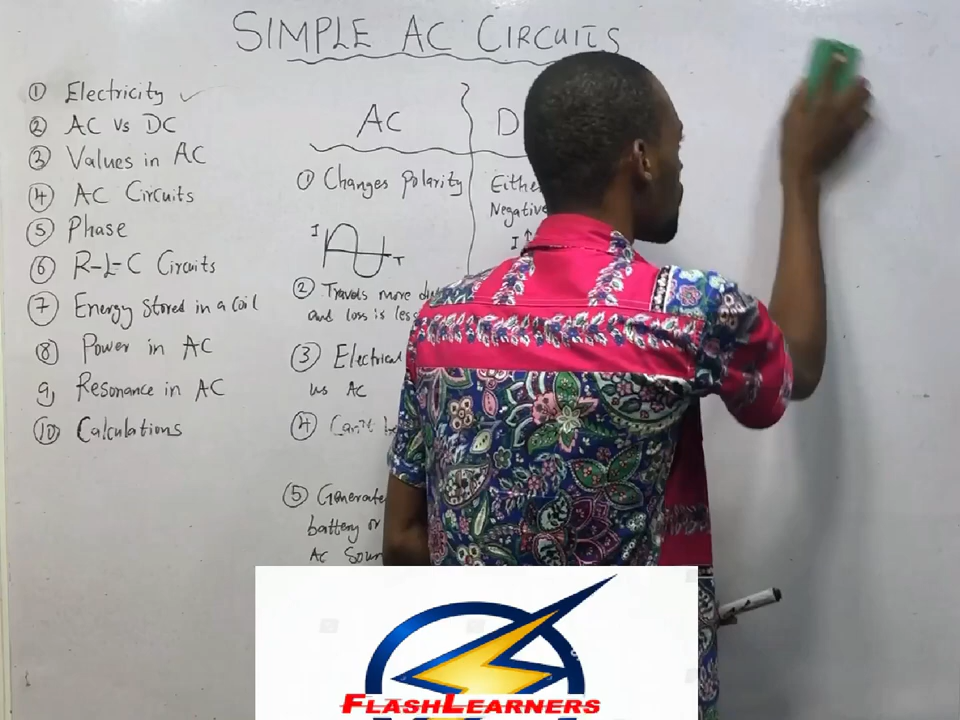 SIMPLE AC CIRCUITS
① Electricity ✓
② AC vs DC
③ Values in AC
④ AC Circuits
⑤ Phase
⑥ R-L-C Circuits
⑦ Energy Stored in a Coil
⑧ Power in AC
9, Resonance in AC
⑩ Calculations
AC
D
① Changes Polarity
I
T
② Travels more
and loss is less
③ Electrical
us AC
④ Can't
⑤ Generate
battery or
AC Sour
Eithe
Negative
I
FLASHLEARNERS